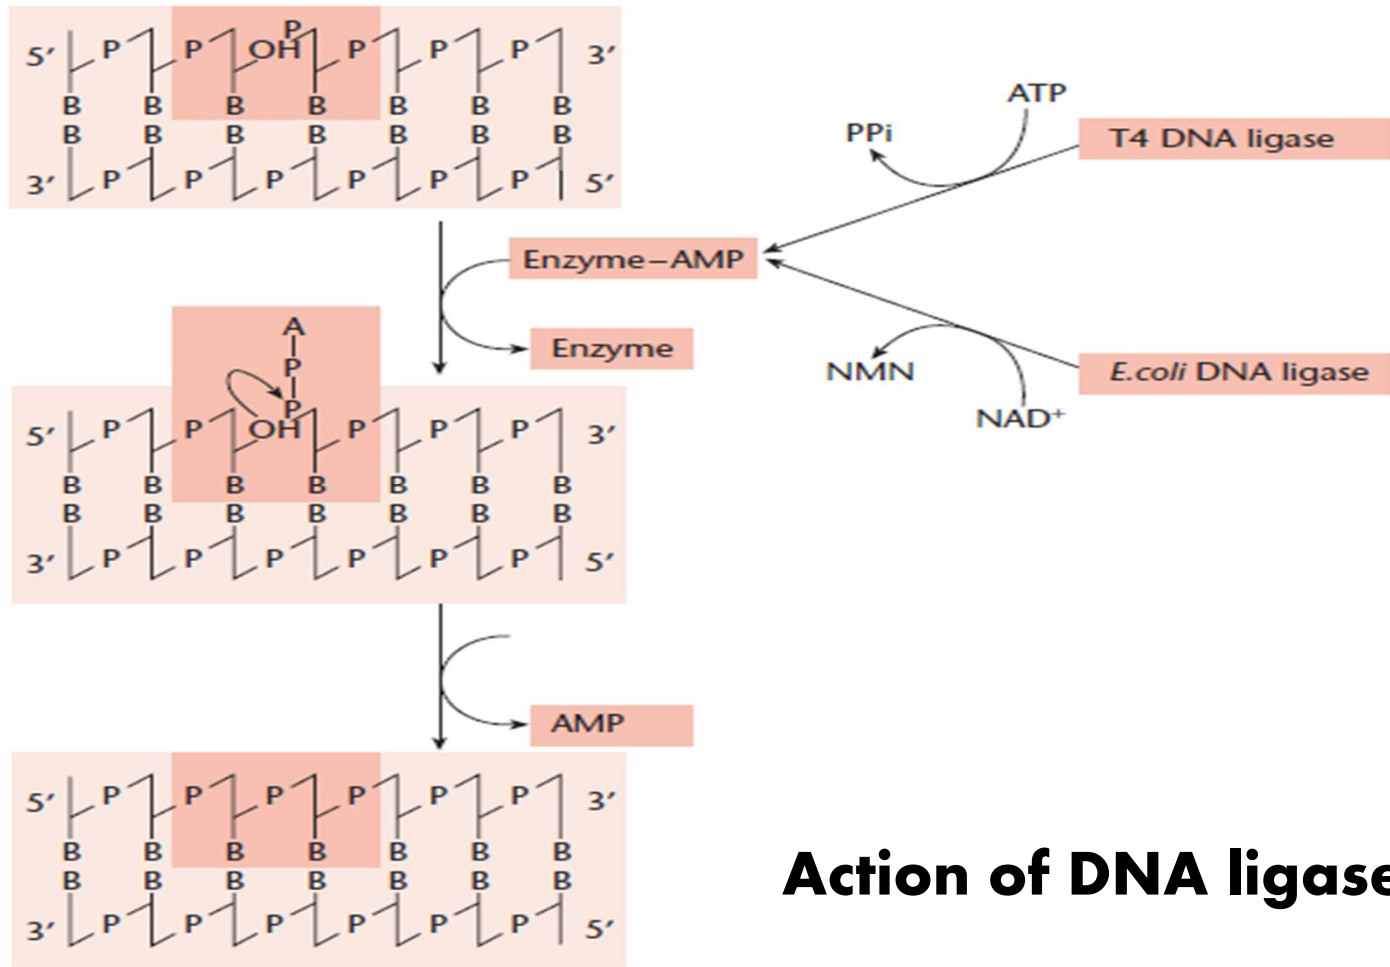 5′ P P OH P P P P 3′
B B B B B B B
B B B B B B B
3′ P P P P P P 5′
ATP
PPi
T4 DNA ligase
Enzyme–AMP
Enzyme
NMN
E.coli DNA ligase
NAD⁺
A
P
P
5′ P P OH P P P 3′
B B B B B B B
B B B B B B B
3′ P P P P P P 5′
AMP
5′ P P P P P P 3′
B B B B B B B
B B B B B B B
3′ P P P P P P 5′
Action of DNA ligase